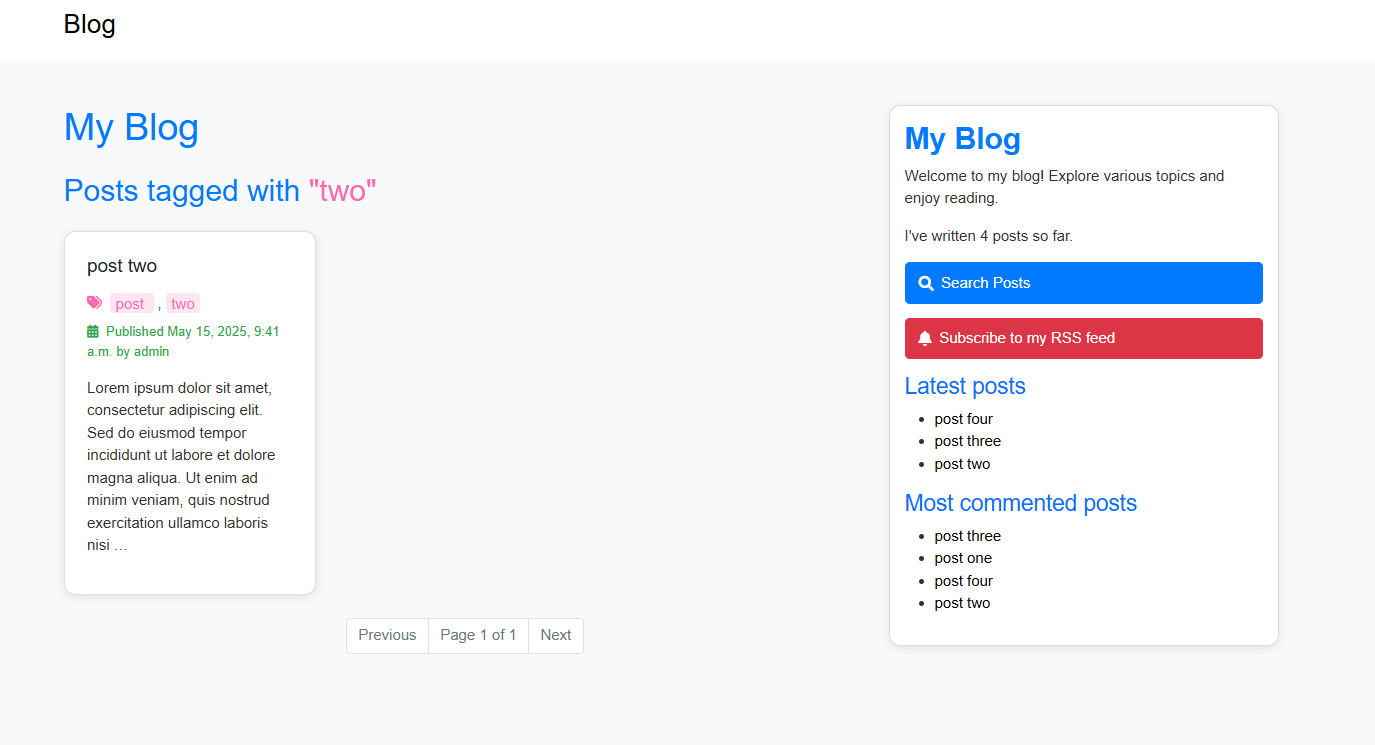 Blog
My Blog
Posts tagged with "two"
post two
post , two
Published May 15, 2025, 9:41
a.m. by admin
Lorem ipsum dolor sit amet,
consectetur adipiscing elit.
Sed do eiusmod tempor
incididunt ut labore et dolore
magna aliqua. Ut enim ad
minim veniam, quis nostrud
exercitation ullamco laboris
nisi …
Previous
Page 1 of 1
Next
My Blog
Welcome to my blog! Explore various topics and
enjoy reading.
I've written 4 posts so far.
Search Posts
Subscribe to my RSS feed
Latest posts
post four
post three
post two
Most commented posts
post three
post one
post four
post two